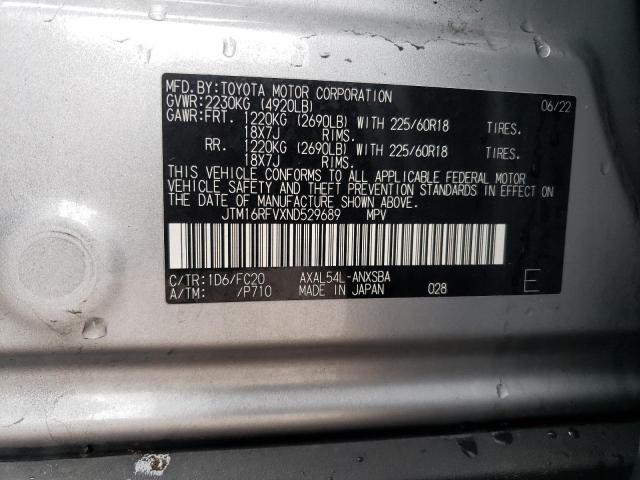 MFD.BY:TOYOTA MOTOR CORPORATION 06/22
GVWR:2230KG (4920LB)
GAWR:FRT. 1220KG (2690LB) WITH 225/60R18 TIRES.
18X7J RIMS.
RR. 1220KG (2690LB) WITH 225/60R18 TIRES.
18X7J RIMS.
THIS VEHICLE CONFORMS TO ALL APPLICABLE FEDERAL MOTOR
VEHICLE SAFETY AND THEFT PREVENTION STANDARDS IN EFFECT ON
THE DATE OF MANUFACTURE SHOWN ABOVE.
JTM16RFVXND529689 MPV
C/TR:1D6/FC20 AXAL54L-ANXSBA
A/TM: /P710 MADE IN JAPAN 028 E